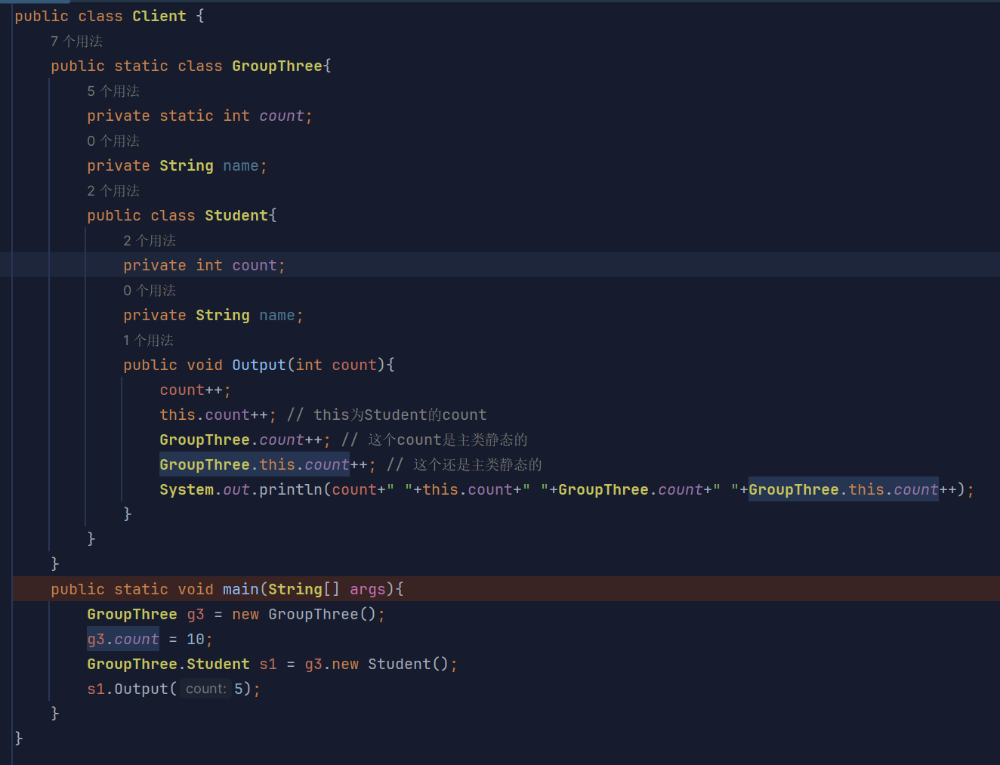 public class Client {
7 个用法
public static class GroupThree{
5 个用法
private static int count;
0 个用法
private String name;
2 个用法
public class Student{
2 个用法
private int count;
0 个用法
private String name;
1 个用法
public void Output(int count){
count++;
this.count++; // this为Student的count
GroupThree.count++; // 这个count是主类静态的
GroupThree.this.count++; // 这个还是主类静态的
System.out.println(count+" "+this.count+" "+GroupThree.count+" "+GroupThree.this.count++);
}
}
}
public static void main(String[] args){
GroupThree g3 = new GroupThree();
g3.count = 10;
GroupThree.Student s1 = g3.new Student();
s1.Output( count: 5);
}
}